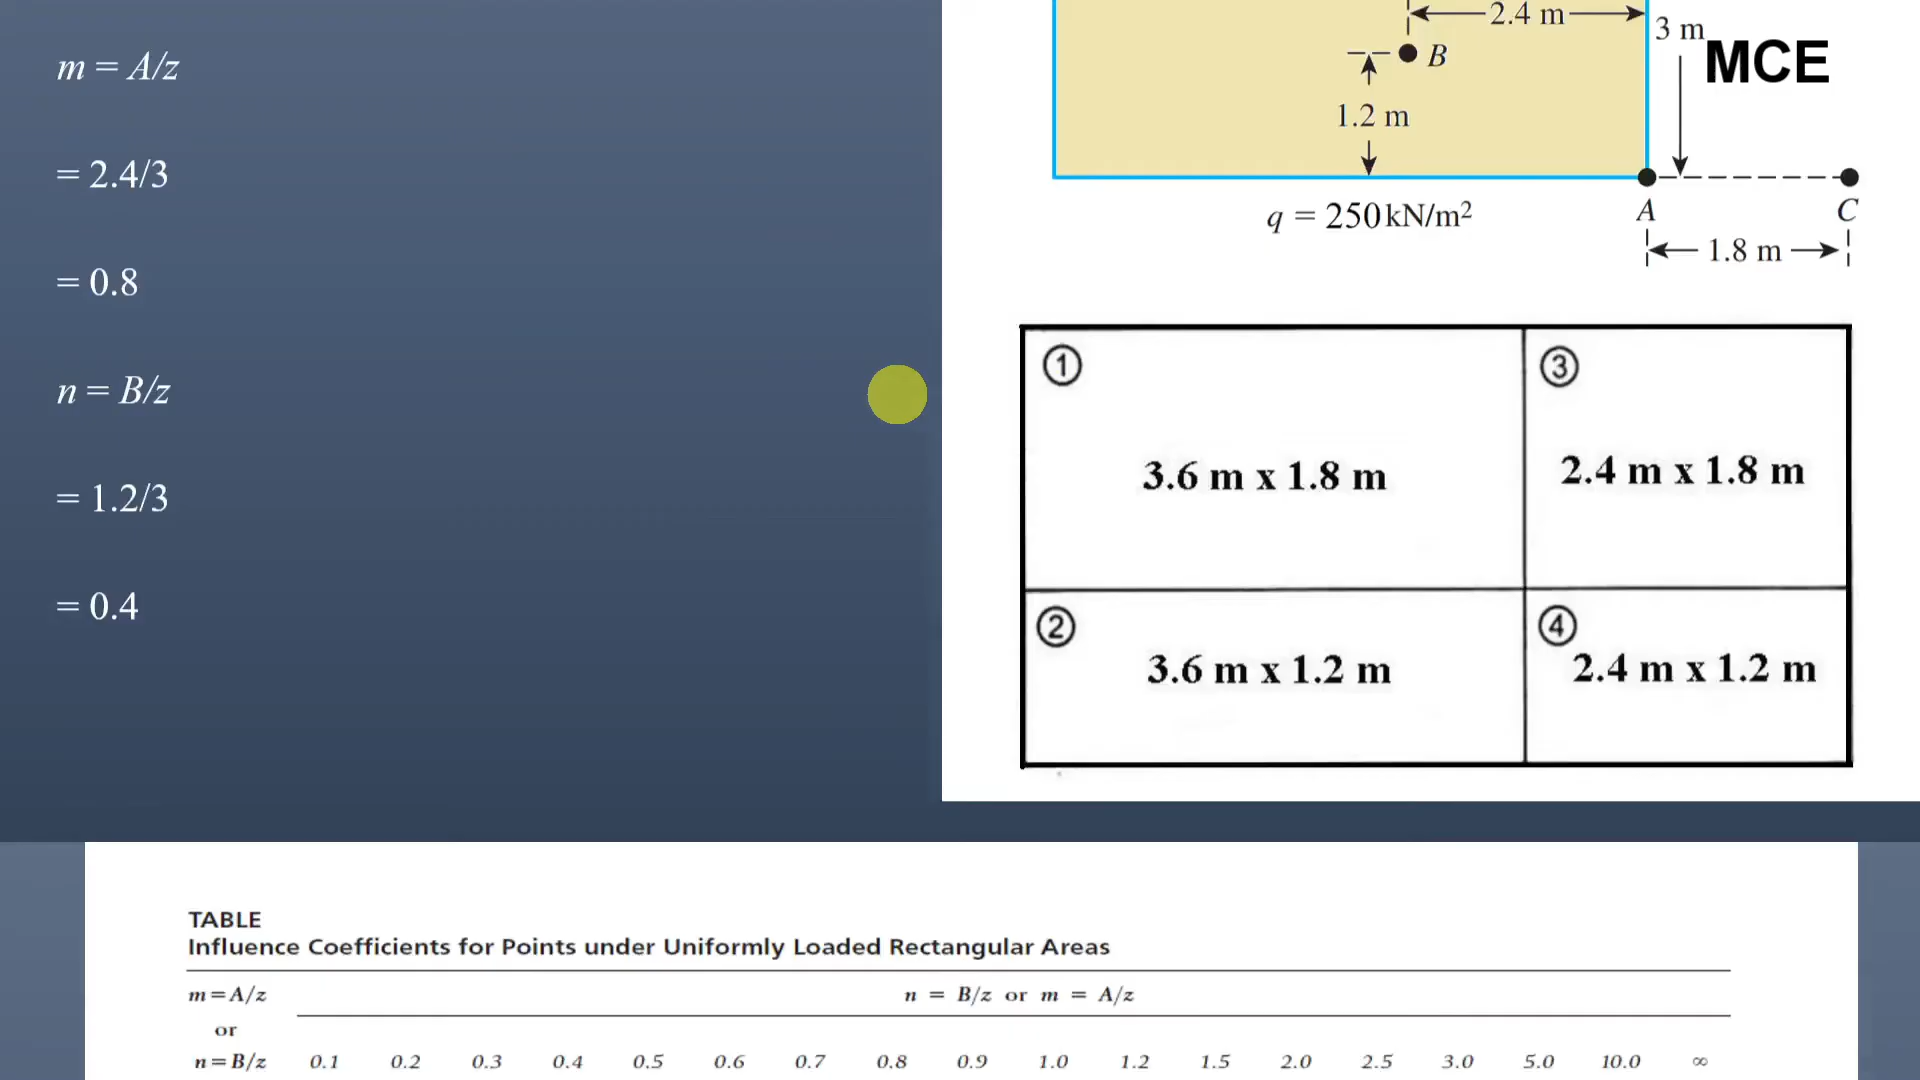 m = A/z
= 2.4/3
= 0.8
n = B/z
= 1.2/3
= 0.4
2.4 m
3 m
MCE
B
1.2 m
A
C
q = 250 kN/m²
1.8 m
①
③
3.6 m x 1.8 m
2.4 m x 1.8 m
②
④
3.6 m x 1.2 m
2.4 m x 1.2 m
TABLE
Influence Coefficients for Points under Uniformly Loaded Rectangular Areas
m = A/z
n = B/z or m = A/z
or
n = B/z 0.1 0.2 0.3 0.4 0.5 0.6 0.7 0.8 0.9 1.0 1.2 1.5 2.0 2.5 3.0 5.0 10.0 ∞